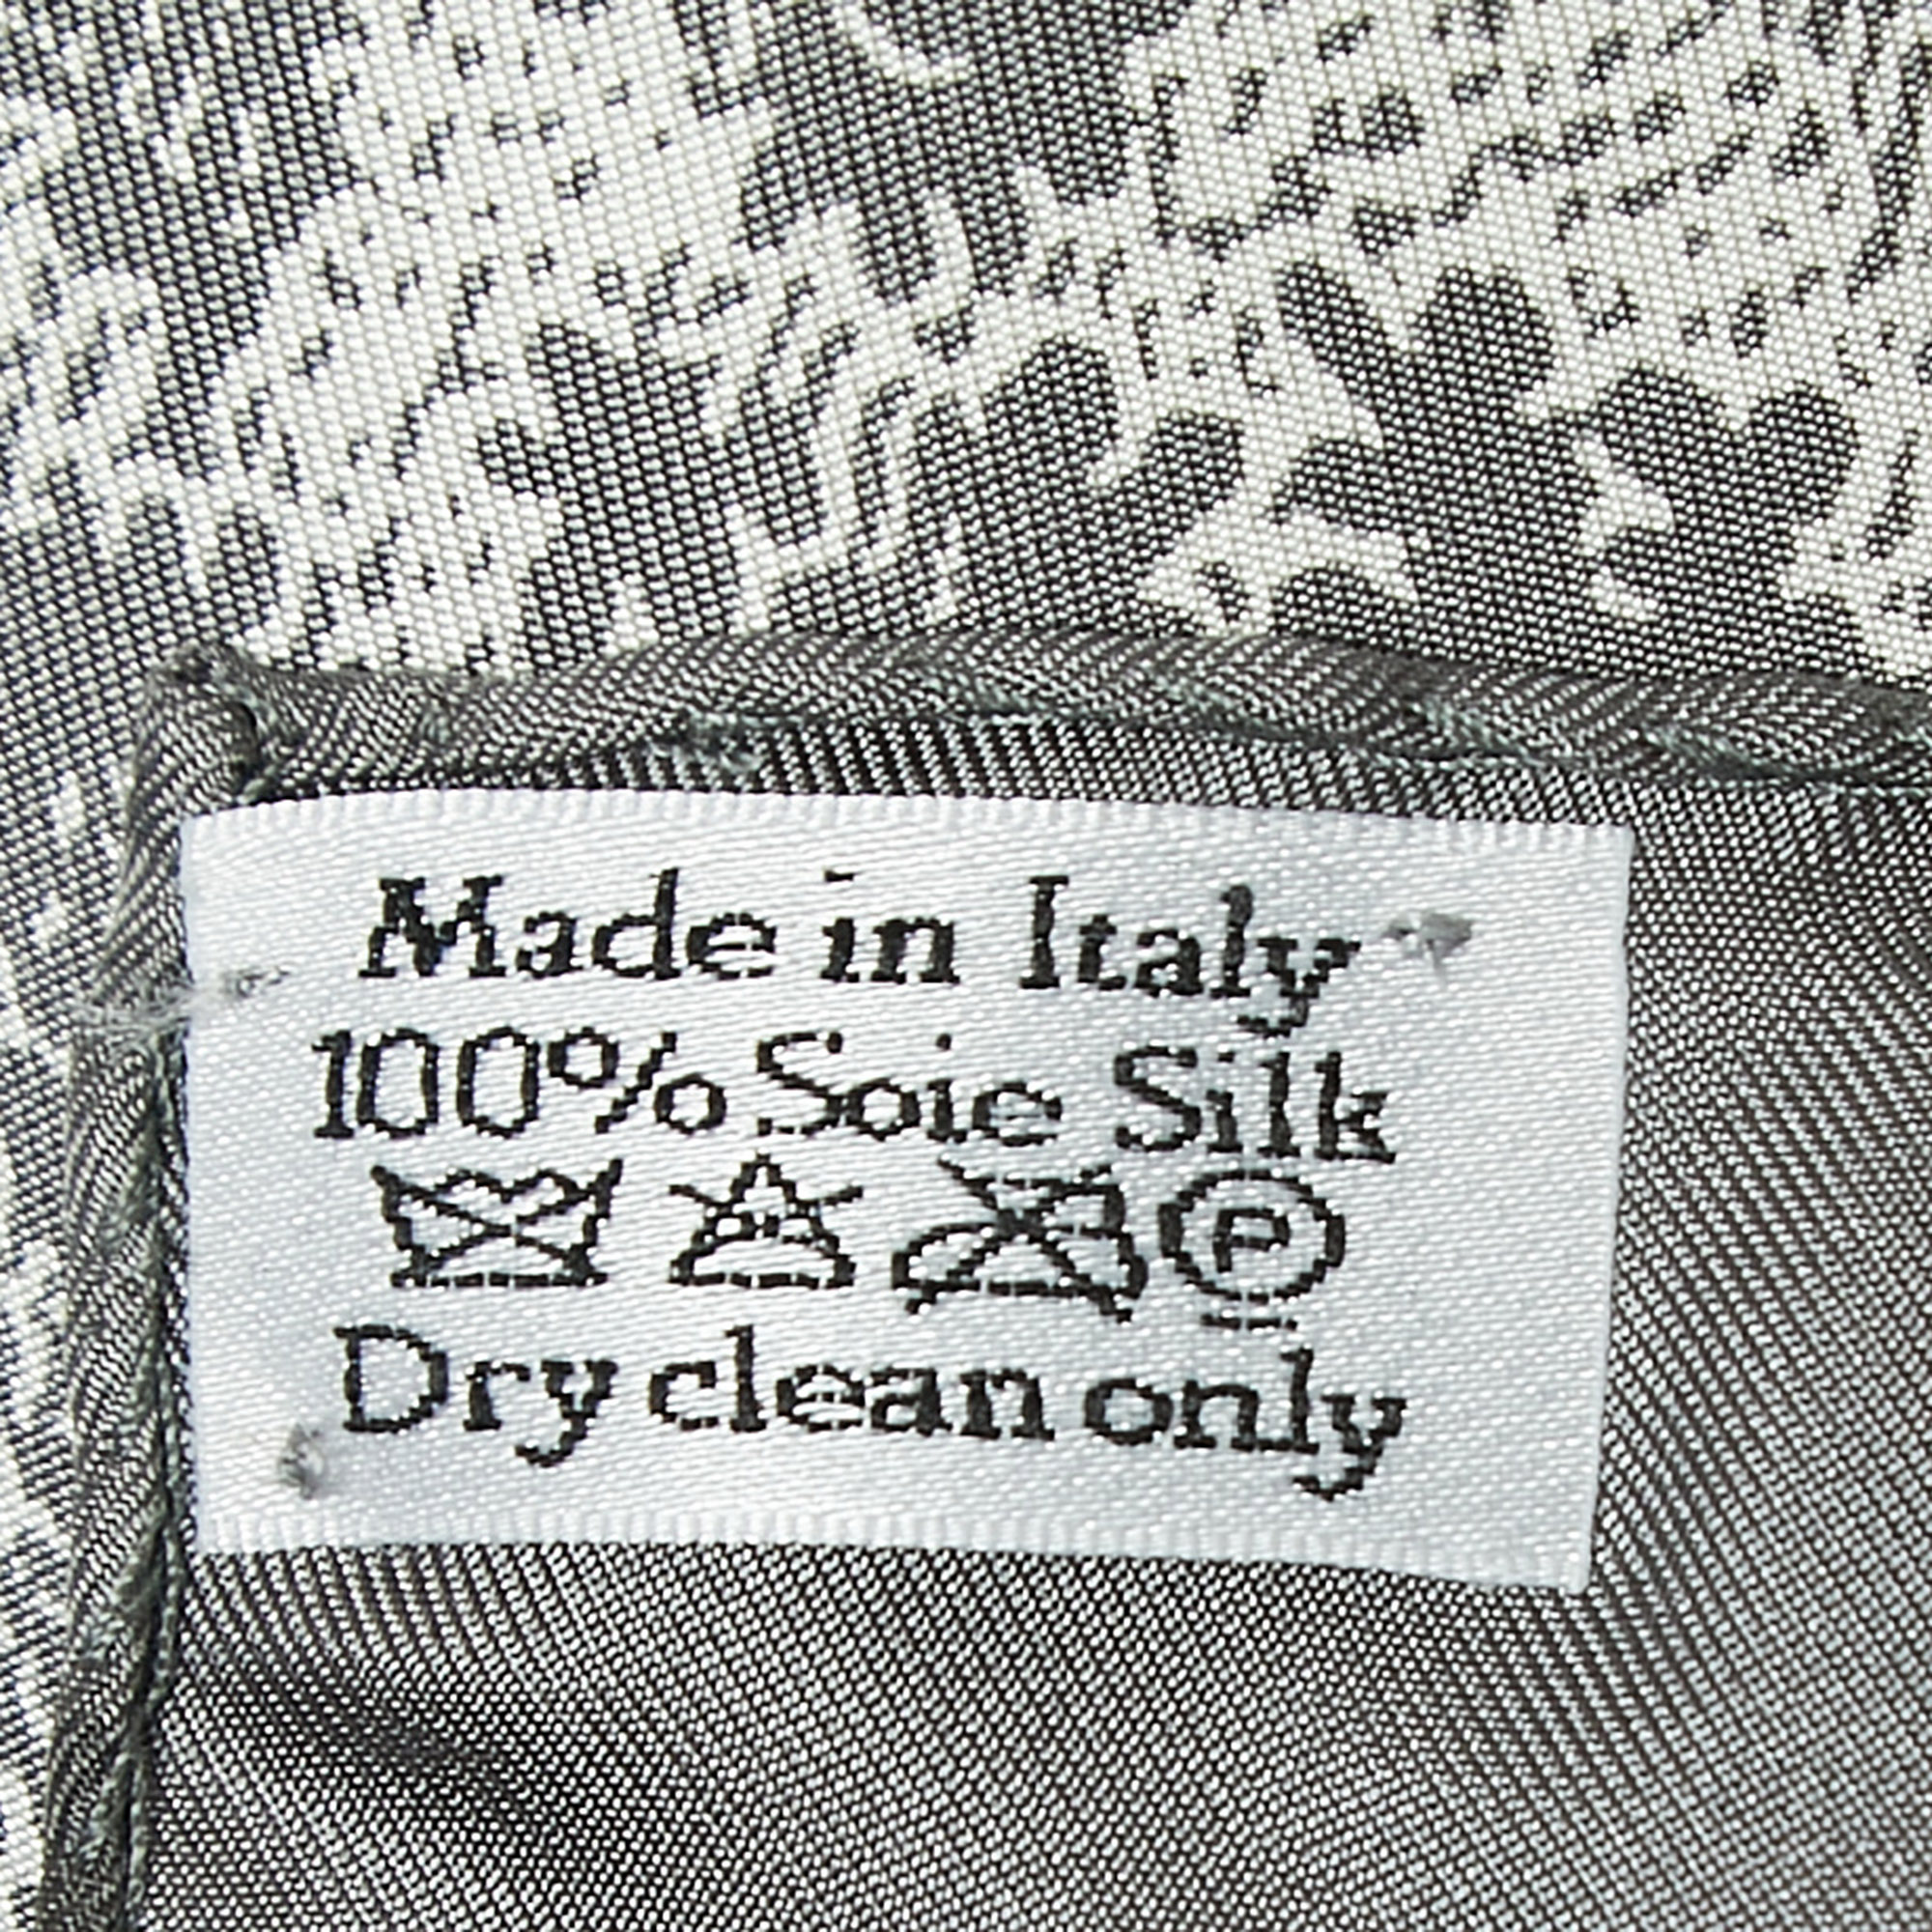 Made in Italy
100% Soie Silk
P
Dry clean only